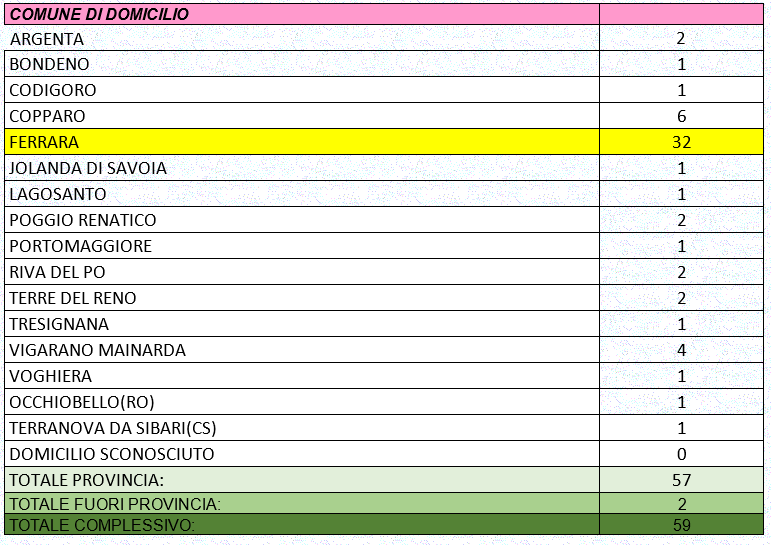 COMUNE DI DOMICILIO
ARGENTA 2
BONDENO 1
CODIGORO 1
COPPARO 6
FERRARA 32
JOLANDA DI SAVOIA 1
LAGOSANTO 1
POGGIO RENATICO 2
PORTOMAGGIORE 1
RIVA DEL PO 2
TERRE DEL RENO 2
TRESIGNANA 1
VIGARANO MAINARDA 4
VOGHIERA 1
OCCHIOBELLO(RO) 1
TERRANOVA DA SIBARI(CS) 1
DOMICILIO SCONOSCIUTO 0
TOTALE PROVINCIA: 57
TOTALE FUORI PROVINCIA: 2
TOTALE COMPLESSIVO: 59